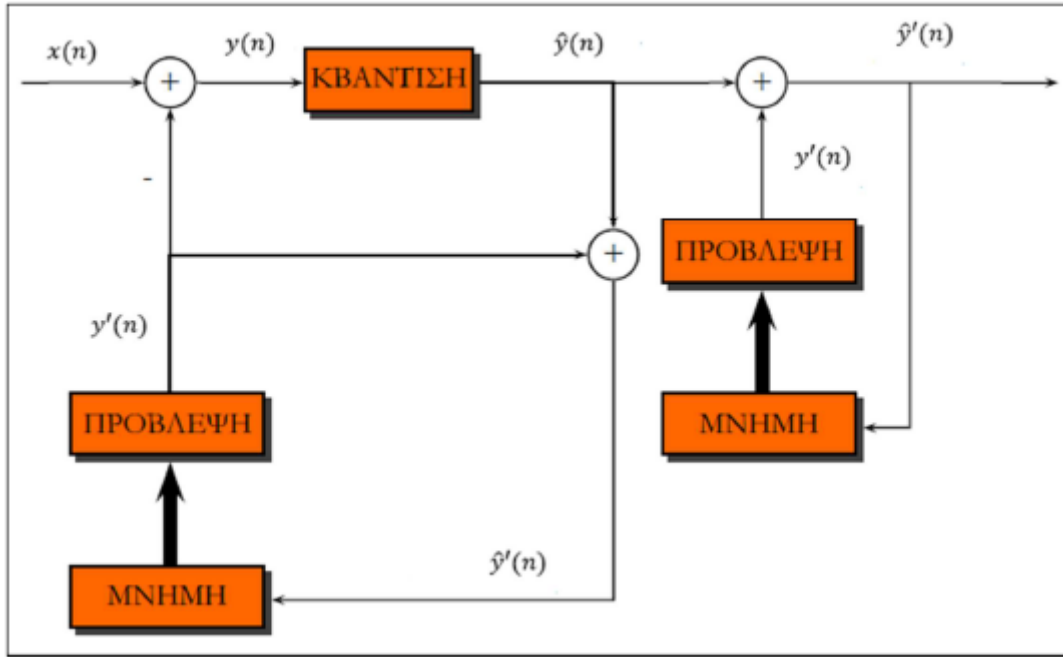 x(n)
+
y(n)
ΚΒΑΝΤΙΣΗ
ŷ(n)
+
ŷ′(n)
-
y′(n)
+
ΠΡΟΒΛΕΨΗ
y′(n)
ΠΡΟΒΛΕΨΗ
ΜΝΗΜΗ
ŷ′(n)
ΜΝΗΜΗ